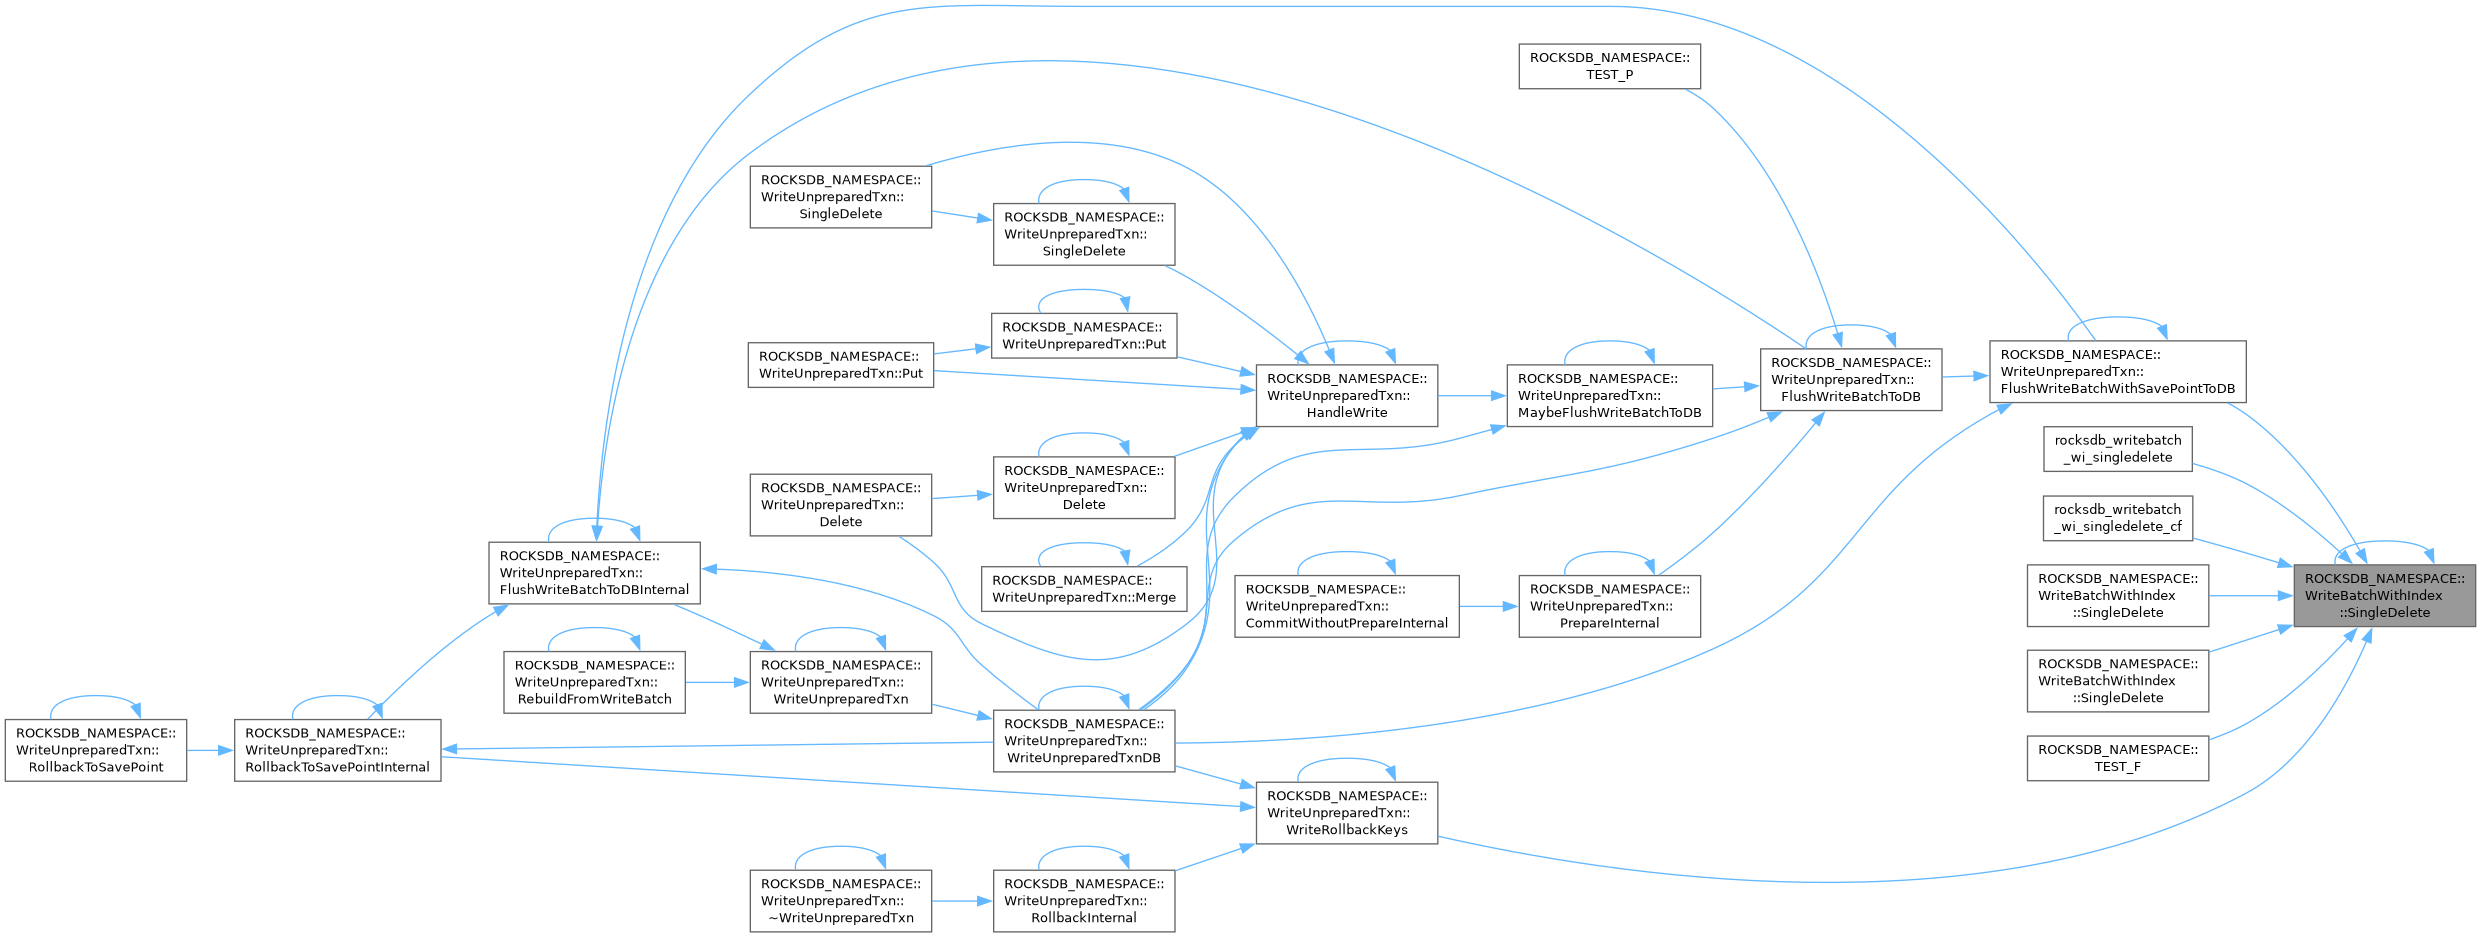 ROCKSDB_NAMESPACE::
TEST_P
ROCKSDB_NAMESPACE::
WriteUnpreparedTxn::
SingleDelete
ROCKSDB_NAMESPACE::
WriteUnpreparedTxn::
SingleDelete
ROCKSDB_NAMESPACE::
WriteUnpreparedTxn::Put
ROCKSDB_NAMESPACE::
WriteUnpreparedTxn::Put
ROCKSDB_NAMESPACE::
WriteUnpreparedTxn::
HandleWrite
ROCKSDB_NAMESPACE::
WriteUnpreparedTxn::
MaybeFlushWriteBatchToDB
ROCKSDB_NAMESPACE::
WriteUnpreparedTxn::
FlushWriteBatchToDB
ROCKSDB_NAMESPACE::
WriteUnpreparedTxn::
FlushWriteBatchWithSavePointToDB
rocksdb_writebatch
_wi_singledelete
rocksdb_writebatch
_wi_singledelete_cf
ROCKSDB_NAMESPACE::
WriteUnpreparedTxn::
Delete
ROCKSDB_NAMESPACE::
WriteUnpreparedTxn::
Delete
ROCKSDB_NAMESPACE::
WriteUnpreparedTxn::Merge
ROCKSDB_NAMESPACE::
WriteUnpreparedTxn::
CommitWithoutPrepareInternal
ROCKSDB_NAMESPACE::
WriteUnpreparedTxn::
PrepareInternal
ROCKSDB_NAMESPACE::
WriteBatchWithIndex
::SingleDelete
ROCKSDB_NAMESPACE::
WriteBatchWithIndex
::SingleDelete
ROCKSDB_NAMESPACE::
WriteBatchWithIndex
::SingleDelete
ROCKSDB_NAMESPACE::
TEST_F
ROCKSDB_NAMESPACE::
WriteUnpreparedTxn::
FlushWriteBatchToDBInternal
ROCKSDB_NAMESPACE::
WriteUnpreparedTxn::
RebuildFromWriteBatch
ROCKSDB_NAMESPACE::
WriteUnpreparedTxn::
WriteUnpreparedTxn
ROCKSDB_NAMESPACE::
WriteUnpreparedTxn::
RollbackToSavePoint
ROCKSDB_NAMESPACE::
WriteUnpreparedTxn::
RollbackToSavePointInternal
ROCKSDB_NAMESPACE::
WriteUnpreparedTxn::
WriteUnpreparedTxnDB
ROCKSDB_NAMESPACE::
WriteUnpreparedTxn::
WriteRollbackKeys
ROCKSDB_NAMESPACE::
WriteUnpreparedTxn::
~WriteUnpreparedTxn
ROCKSDB_NAMESPACE::
WriteUnpreparedTxn::
RollbackInternal